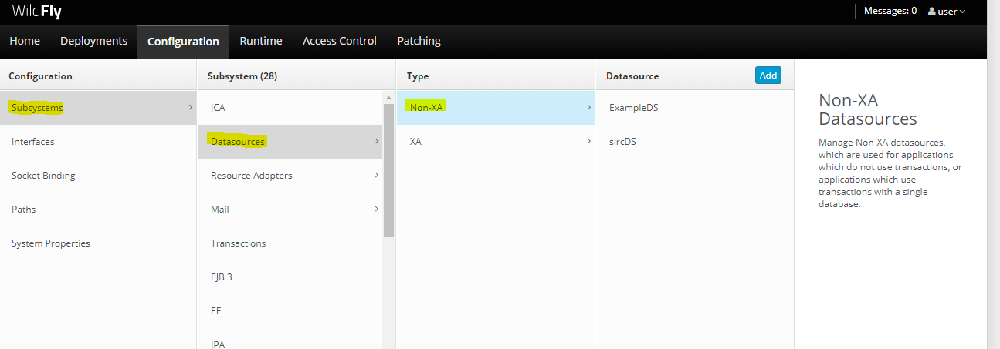 WildFly
Messages: 0
user
Home
Deployments
Configuration
Runtime
Access Control
Patching
Configuration
Subsystems
Interfaces
Socket Binding
Paths
System Properties
Subsystem (28)
JCA
Datasources
Resource Adapters
Mail
Transactions
EJB 3
EE
JPA
Type
Non-XA
XA
Datasource
Add
ExampleDS
sircDS
Non-XA
Datasources
Manage Non-XA datasources,
which are used for applications
which do not use transactions, or
applications which use
transactions with a single
database.